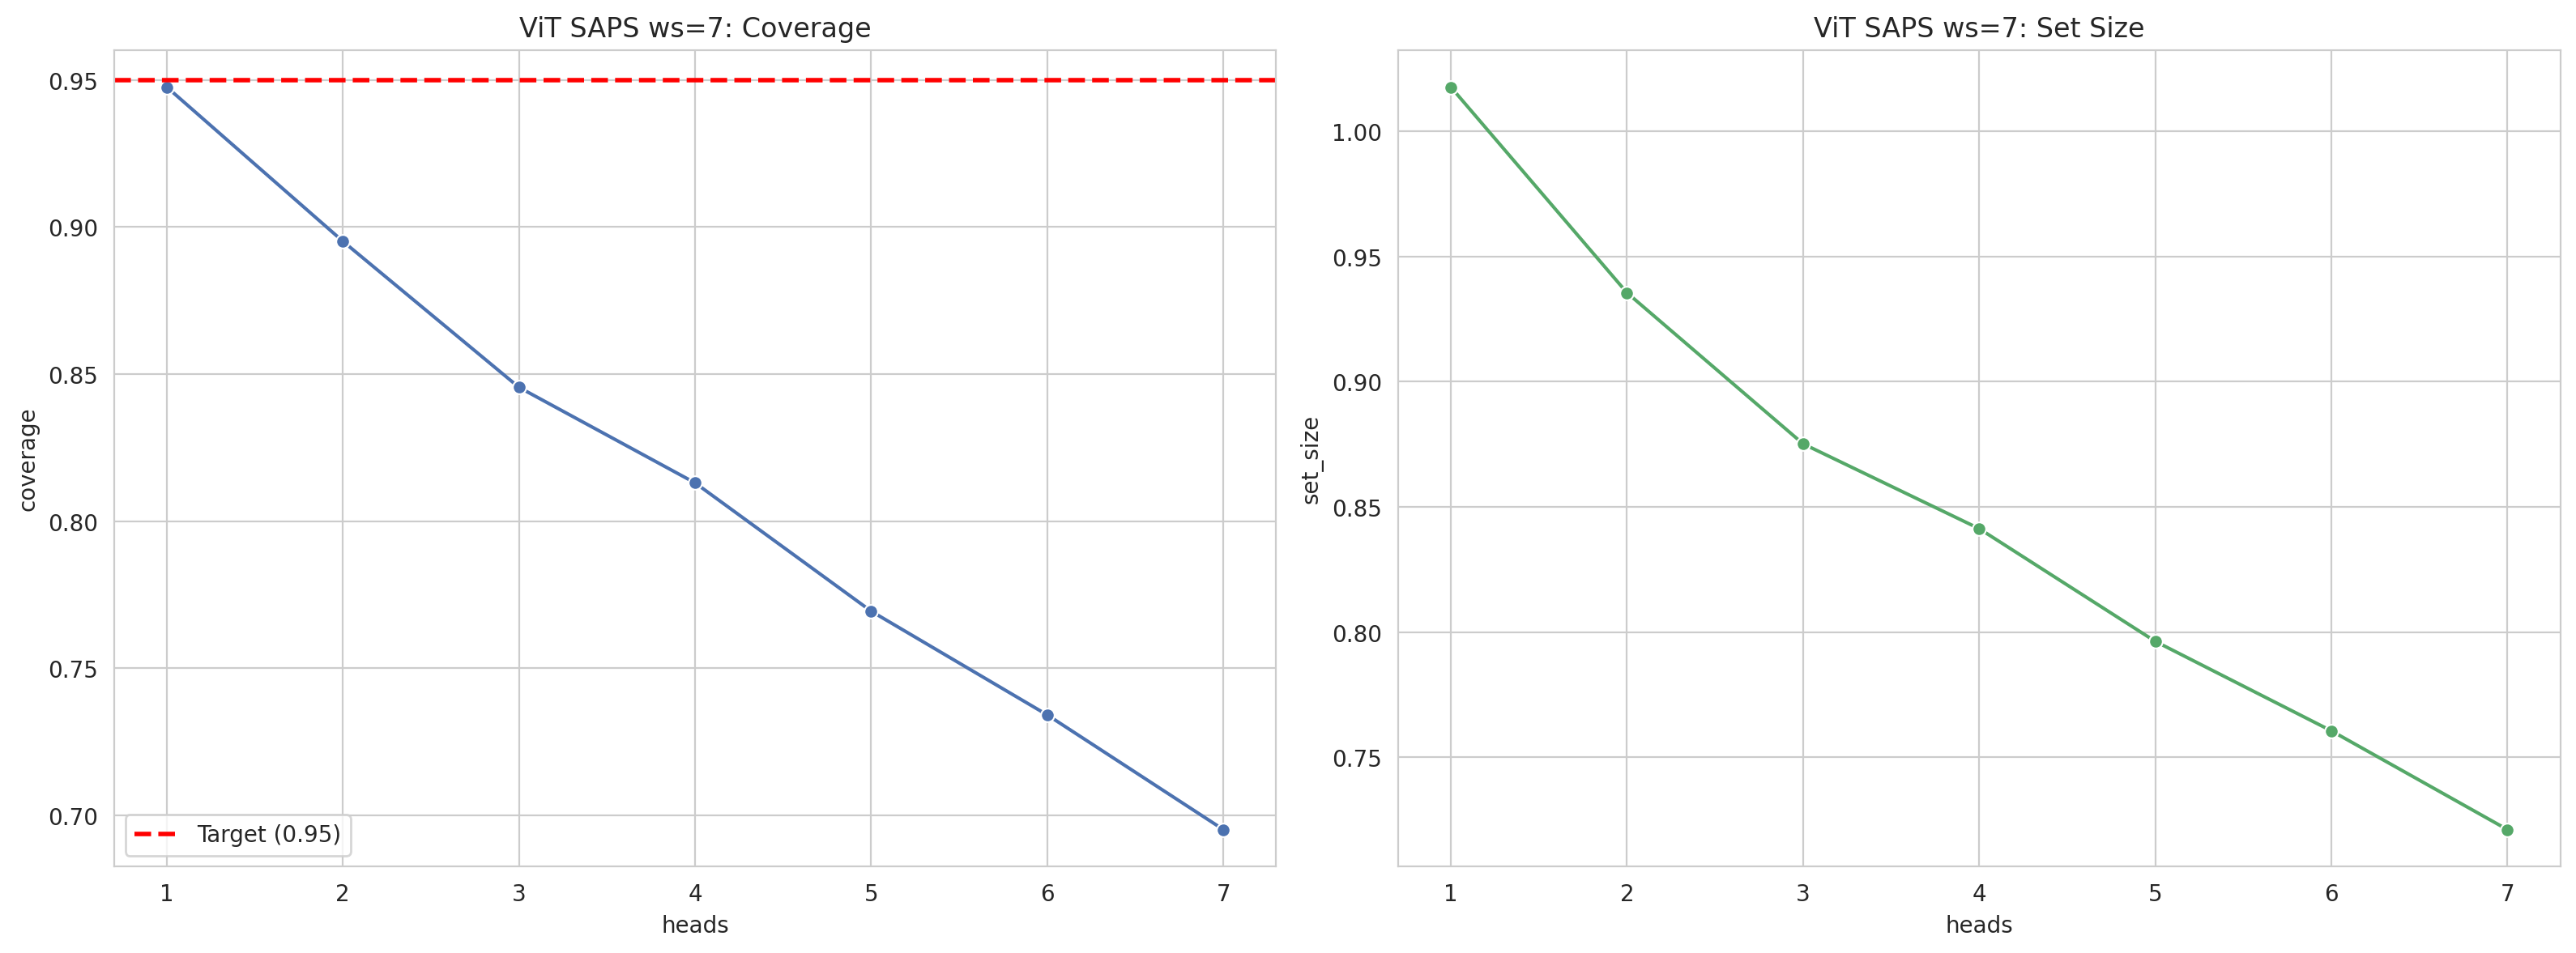 ViT SAPS ws=7: Coverage
0.95
0.90
0.85
0.80
0.75
0.70
coverage
Target (0.95)
1 2 3 4 5 6 7
heads
ViT SAPS ws=7: Set Size
1.00
0.95
0.90
0.85
0.80
0.75
set_size
1 2 3 4 5 6 7
heads